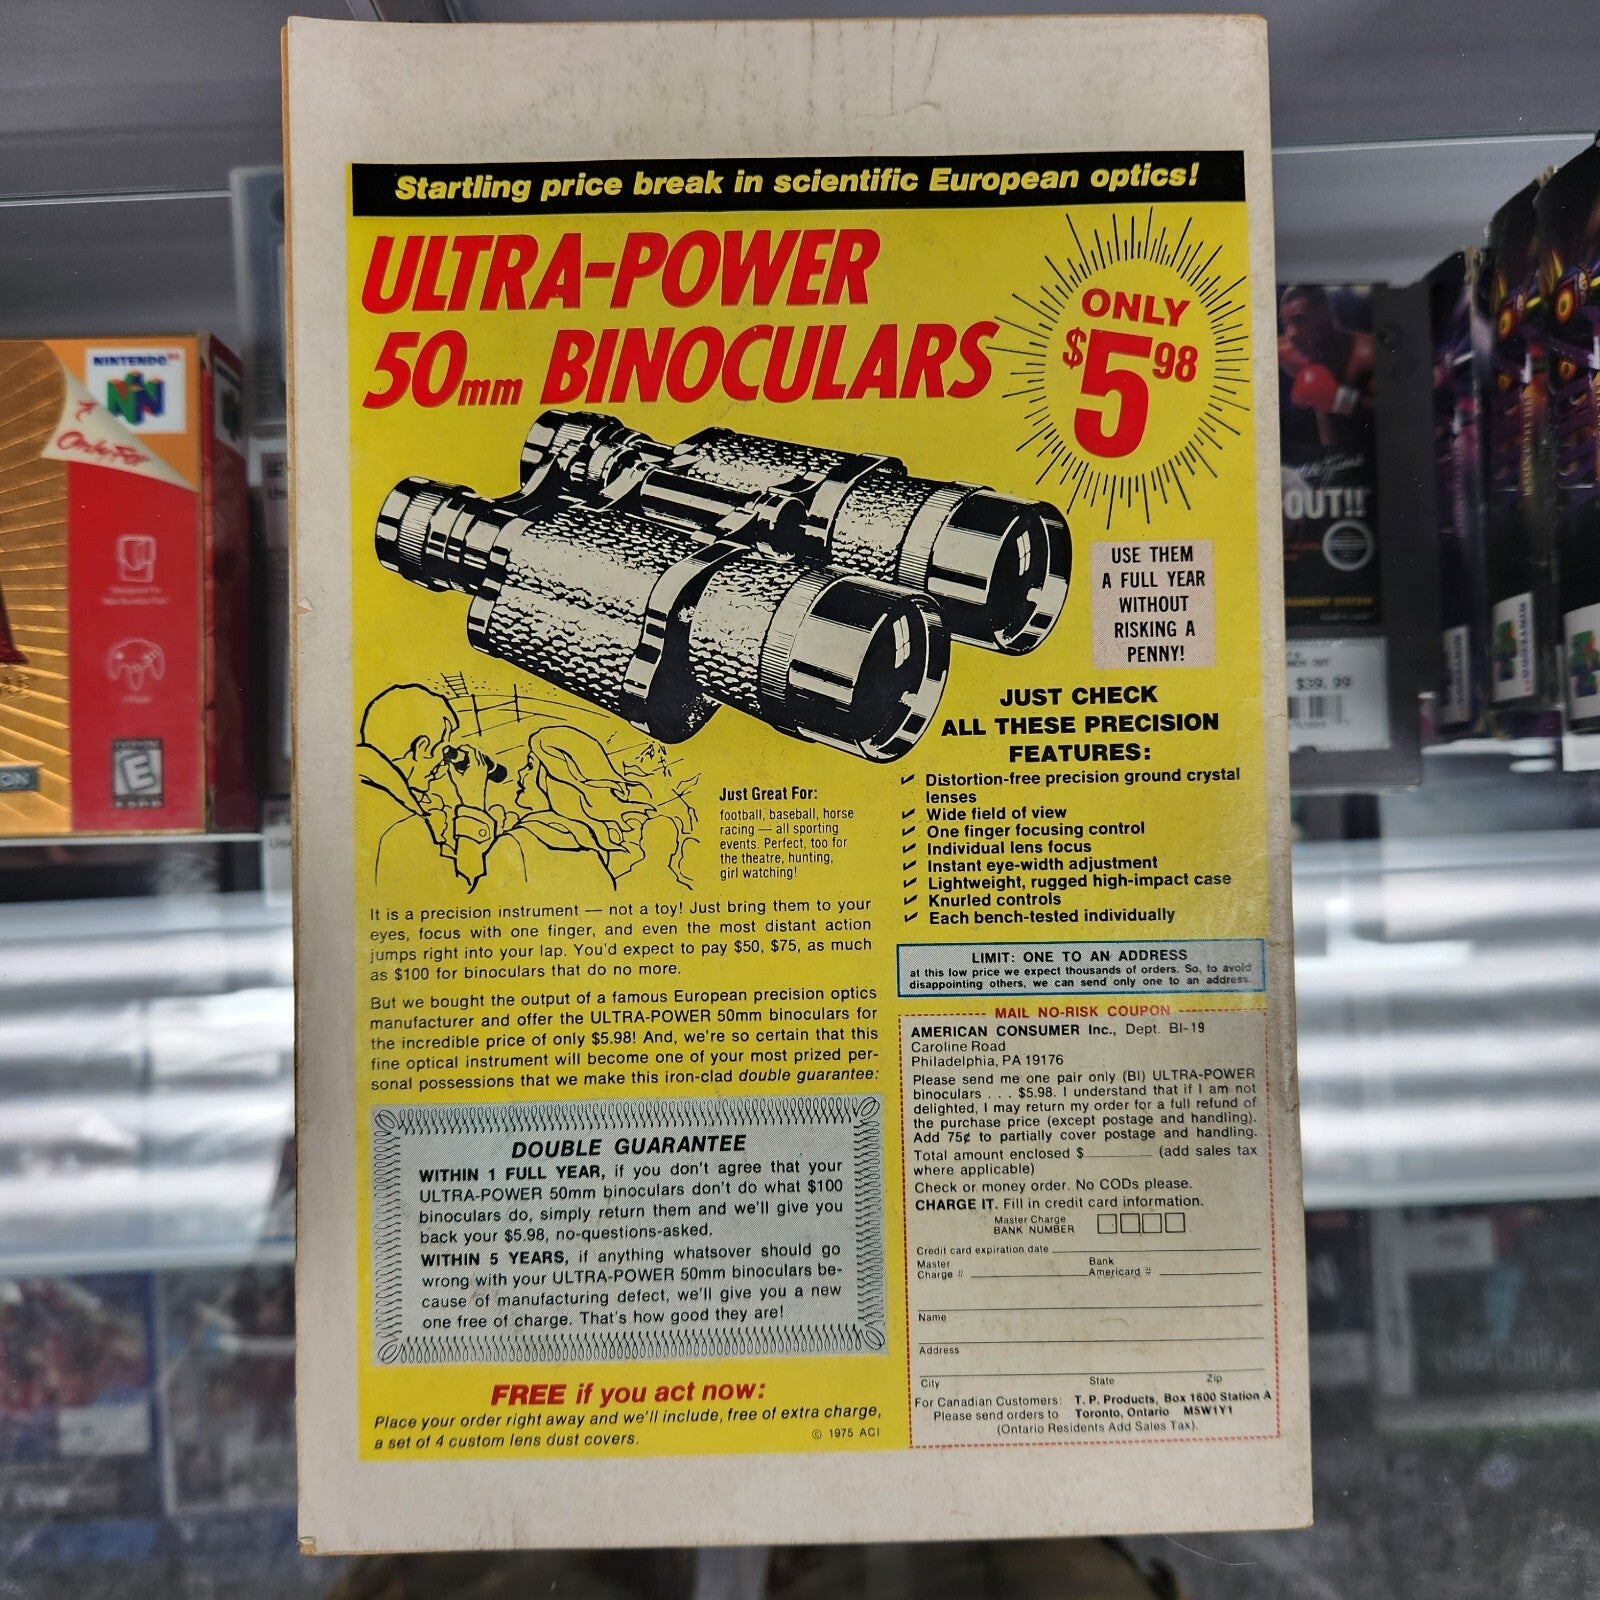 Startling price break in scientific European optics!
ULTRA-POWER
50mm BINOCULARS
ONLY
$5.98
USE THEM
A FULL YEAR
WITHOUT
RISKING A
PENNY!
JUST CHECK
ALL THESE PRECISION
FEATURES:
✓ Distortion-free precision ground crystal
lenses
✓ Wide field of view
✓ One finger focusing control
✓ Individual lens focus
✓ Instant eye-width adjustment
✓ Lightweight, rugged high-impact case
✓ Knurled controls
✓ Each bench-tested individually
Just Great For:
football, baseball, horse
racing — all sporting
events. Perfect, too for
the theatre, hunting,
girl watching!
It is a precision instrument — not a toy! Just bring them to your
eyes, focus with one finger, and even the most distant action
jumps right into your lap. You'd expect to pay $50, $75, as much
as $100 for binoculars that do no more.
But we bought the output of a famous European precision optics
manufacturer and offer the ULTRA-POWER 50mm binoculars for
the incredible price of only $5.98! And, we're so certain that this
fine optical instrument will become one of your most prized per-
sonal possessions that we make this iron-clad double guarantee:
DOUBLE GUARANTEE
WITHIN 1 FULL YEAR, if you don't agree that your
ULTRA-POWER 50mm binoculars don't do what $100
binoculars do, simply return them and we'll give you
back your $5.98, no-questions-asked.
WITHIN 5 YEARS, if anything whatsover should go
wrong with your ULTRA-POWER 50mm binoculars be-
cause of manufacturing defect, we'll give you a new
one free of charge. That's how good they are!
FREE if you act now:
Place your order right away and we'll include, free of extra charge,
a set of 4 custom lens dust covers.
© 1975 ACI
LIMIT: ONE TO AN ADDRESS
at this low price we expect thousands of orders. So, to avoid
disappointing others, we can send only one to an address.
MAIL NO-RISK COUPON
AMERICAN CONSUMER Inc., Dept. BI-19
Caroline Road
Philadelphia, PA 19176
Please send me one pair only (BI) ULTRA-POWER
binoculars . . . $5.98. I understand that if I am not
delighted, I may return my order for a full refund of
the purchase price (except postage and handling).
Add 75¢ to partially cover postage and handling.
Total amount enclosed $________ (add sales tax
where applicable)
Check or money order. No CODs please.
CHARGE IT. Fill in credit card information.
Master Charge
BANK NUMBER
Credit card expiration date
Master Charge #
Bank Americard #
Name
Address
City State Zip
For Canadian Customers: T. P. Products, Box 1600 Station A
Please send orders to Toronto, Ontario M5W1Y1
(Ontario Residents Add Sales Tax).
NINTENDO 64
E
OUT!!
$39.99